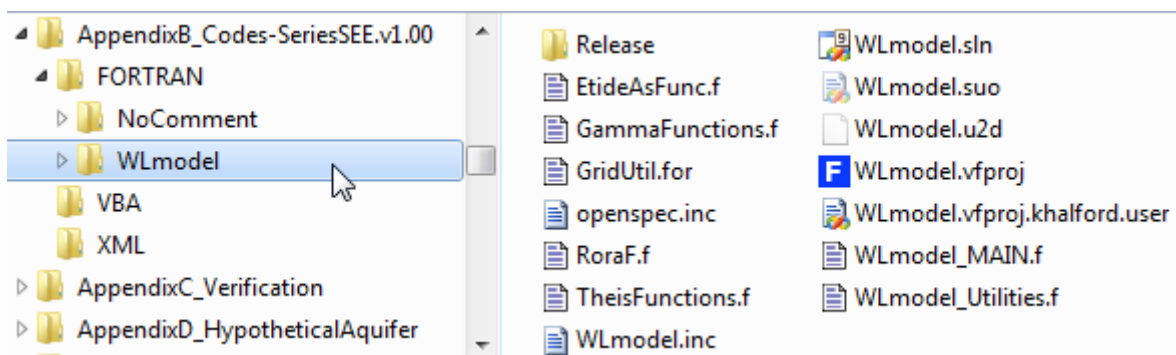 AppendixB_Codes-SeriesSEE.v1.00
FORTRAN
NoComment
WLmodel
VBA
XML
AppendixC_Verification
AppendixD_HypotheticalAquifer
Release
EtideAsFunc.f
GammaFunctions.f
GridUtil.for
openspec.inc
RoraF.f
TheisFunctions.f
WLmodel.inc
9 WLmodel.sln
WLmodel.suo
WLmodel.u2d
F WLmodel.vfproj
WLmodel.vfproj.khalford.user
WLmodel_MAIN.f
WLmodel_Utilities.f